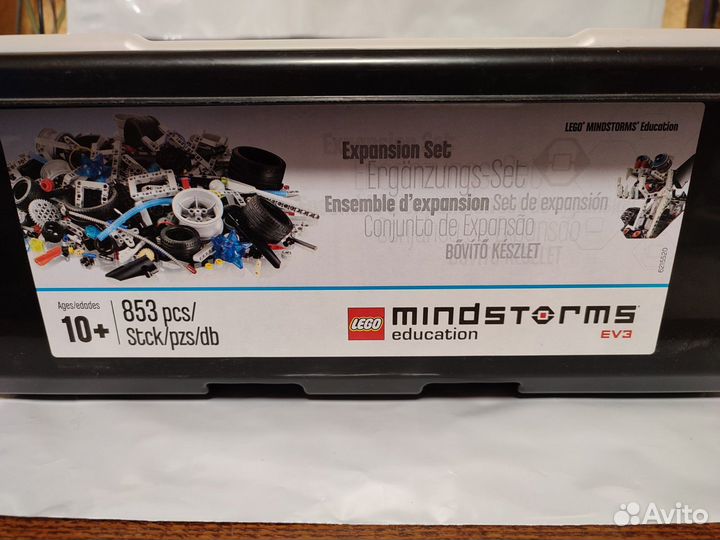 LEGO® MINDSTORMS® Education
Expansion Set
Ergänzungs-Set
Ensemble d'expansion Set de expansión
Conjunto de Expansão
BŐVÍTŐ KÉSZLET
6215520
Ages/edades
10+
853 pcs/
Stck/pzs/db
LEGO mindstorms
education
EV3
Avito